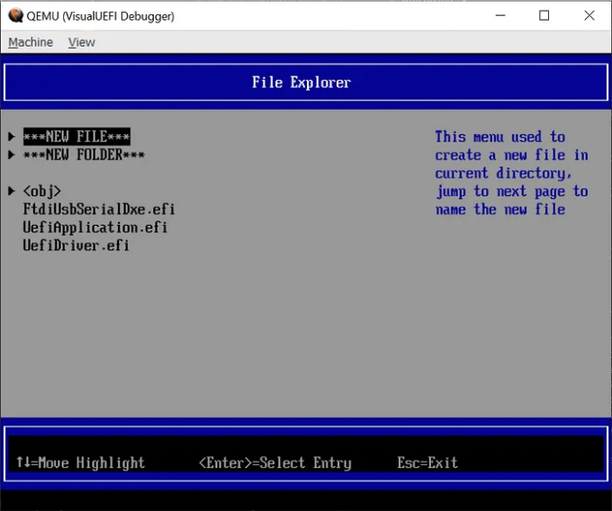 QEMU (VisualUEFI Debugger)
Machine View
File Explorer
***NEW FILE***
***NEW FOLDER***
<obj>
FtdiUsbSerialDxe.efi
UefiApplication.efi
UefiDriver.efi
This menu used to
create a new file in
current directory,
jump to next page to
name the new file
↑↓=Move Highlight <Enter>=Select Entry Esc=Exit